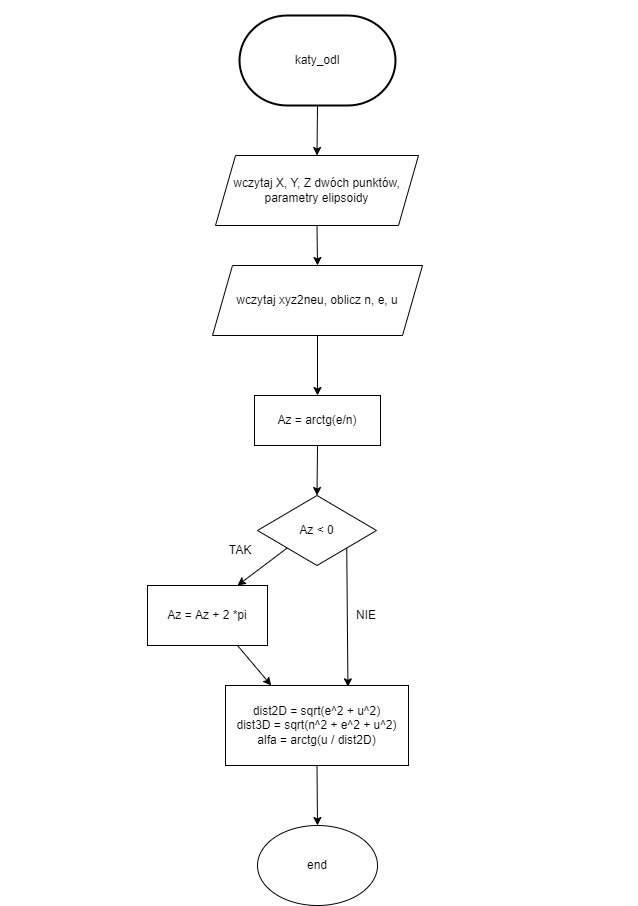 katy_odl
wczytaj X, Y, Z dwóch punktów,
parametry elipsoidy
wczytaj xyz2neu, oblicz n, e, u
Az = arctg(e/n)
Az < 0
TAK
Az = Az + 2 *pi
NIE
dist2D = sqrt(e^2 + u^2)
dist3D = sqrt(n^2 + e^2 + u^2)
alfa = arctg(u / dist2D)
end